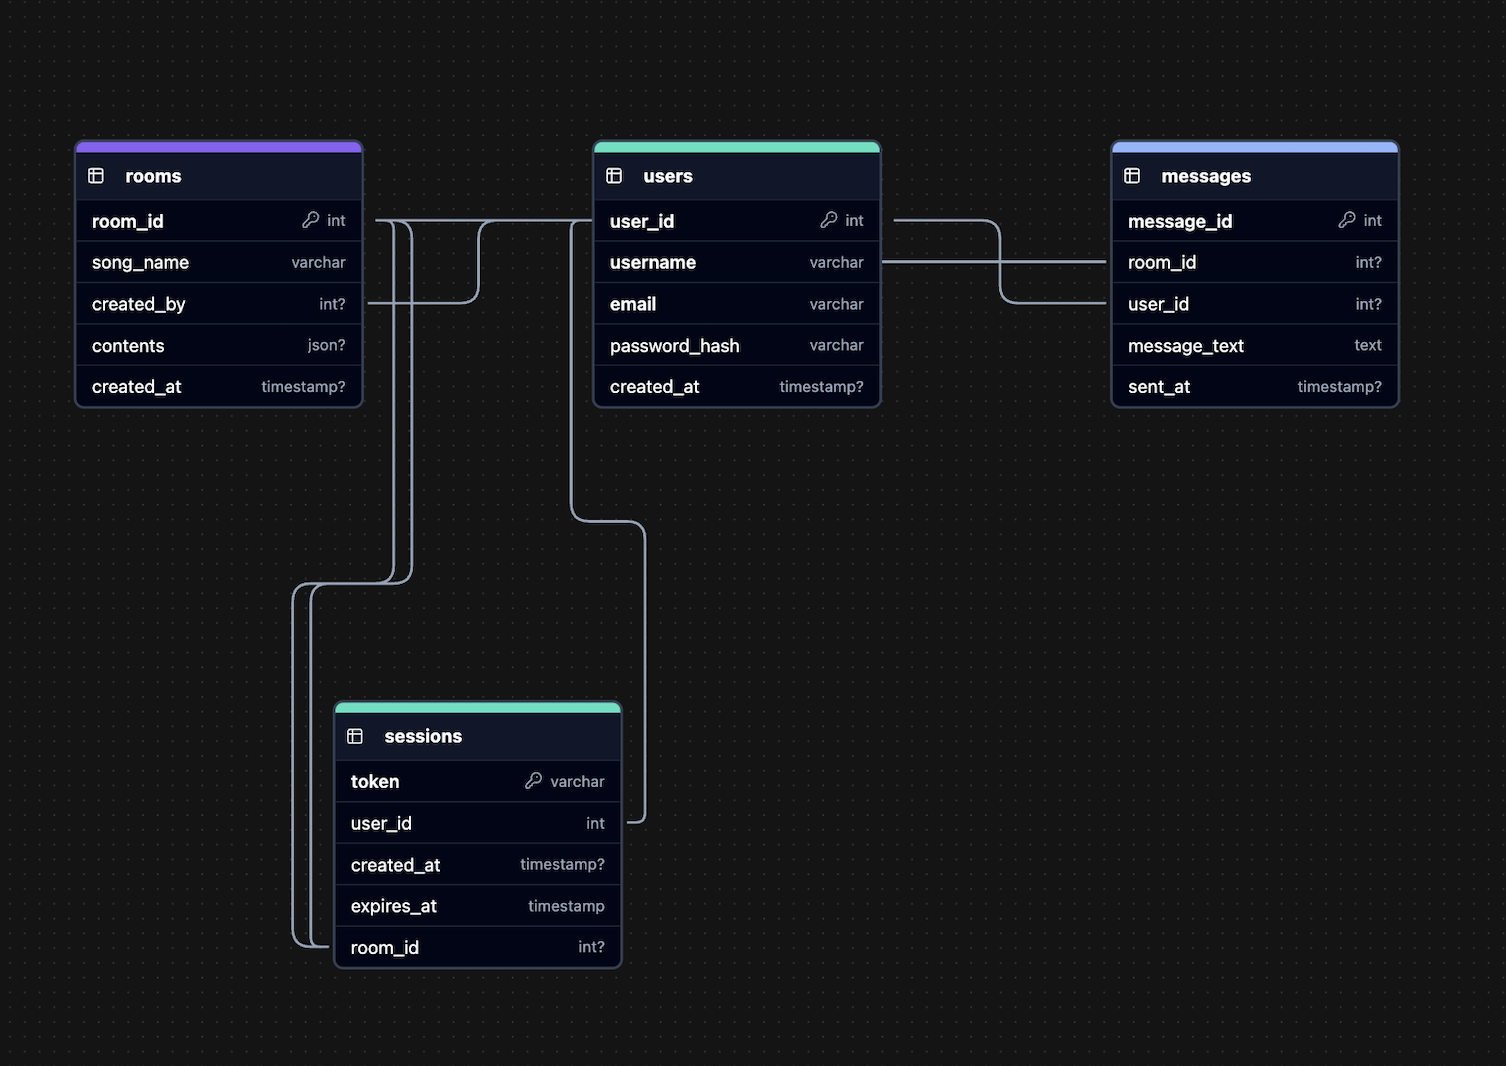 rooms
room_id int
song_name varchar
created_by int?
contents json?
created_at timestamp?
users
user_id int
username varchar
email varchar
password_hash varchar
created_at timestamp?
messages
message_id int
room_id int?
user_id int?
message_text text
sent_at timestamp?
sessions
token varchar
user_id int
created_at timestamp?
expires_at timestamp
room_id int?